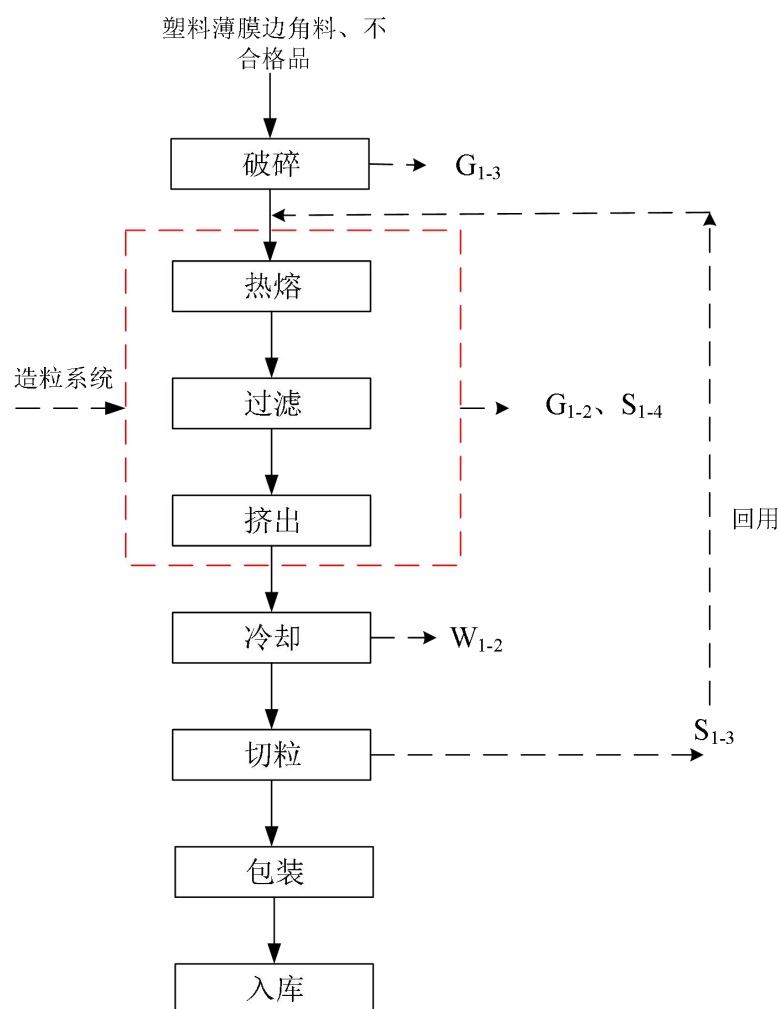 塑料薄膜边角料、不
合格品
破碎
G1-3
热熔
造粒系统
过滤
G1-2、S1-4
挤出
回用
冷却
W1-2
S1-3
切粒
包装
入库